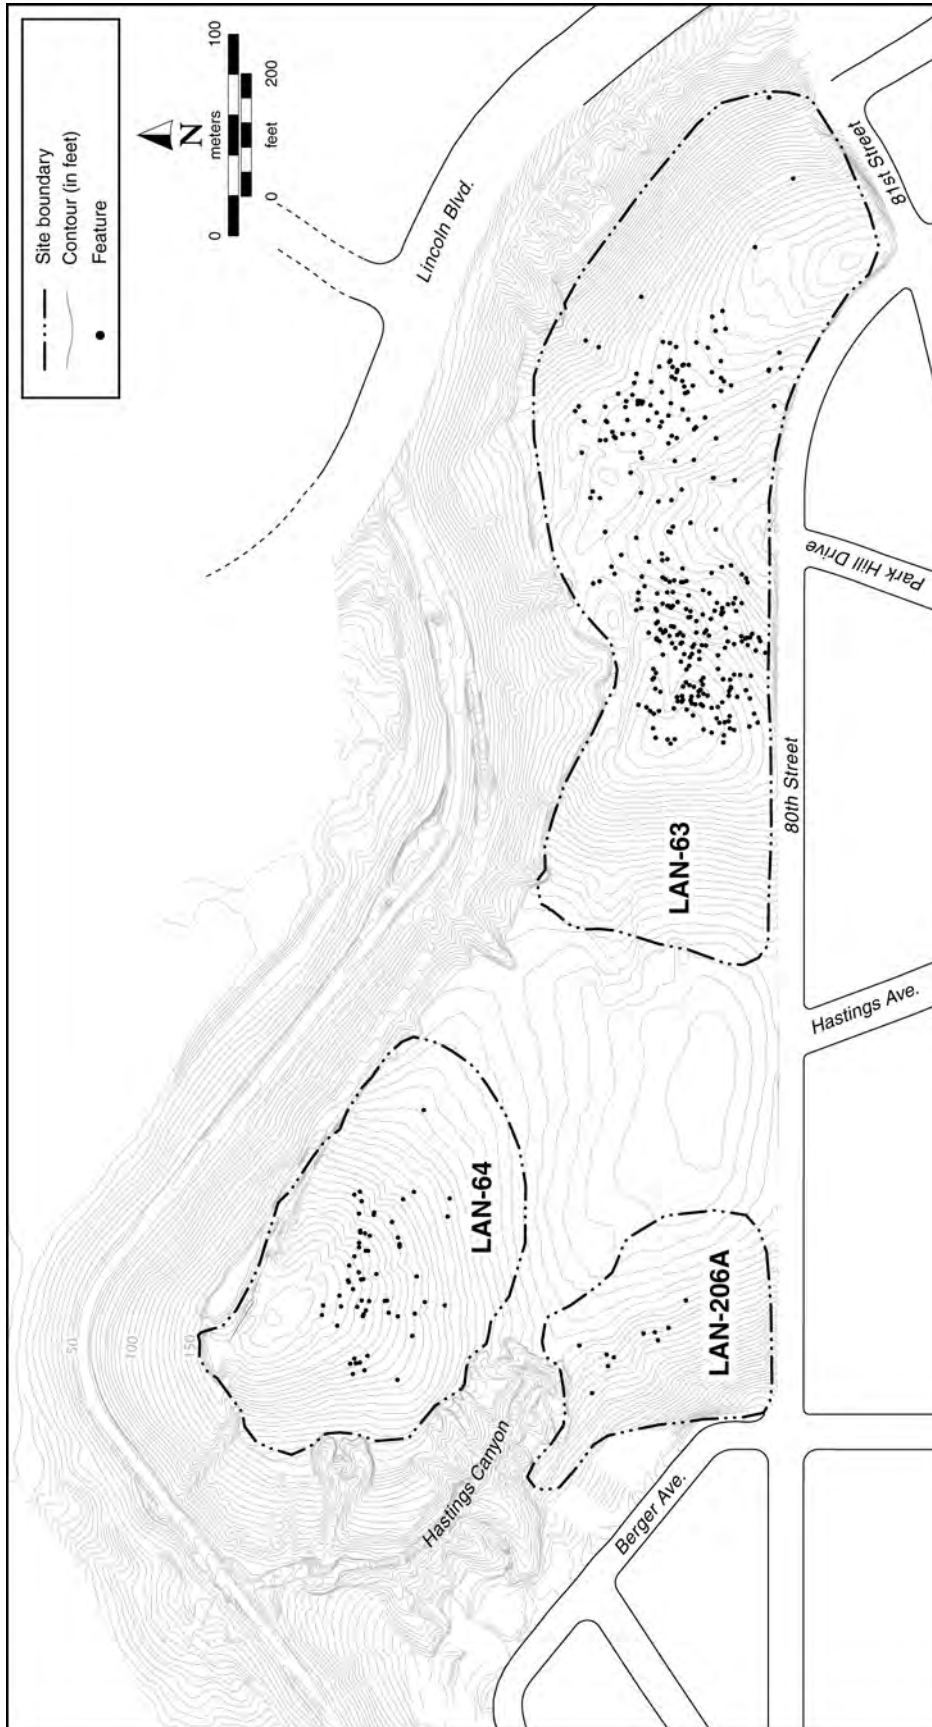 Site boundary
Contour (in feet)
Feature
N
0 100
meters
feet
0 200
Lincoln Blvd.
81st Street
Park Hill Drive
80th Street
Hastings Ave.
LAN-63
LAN-64
LAN-206A
50
100
150
Hastings Canyon
Berger Ave.